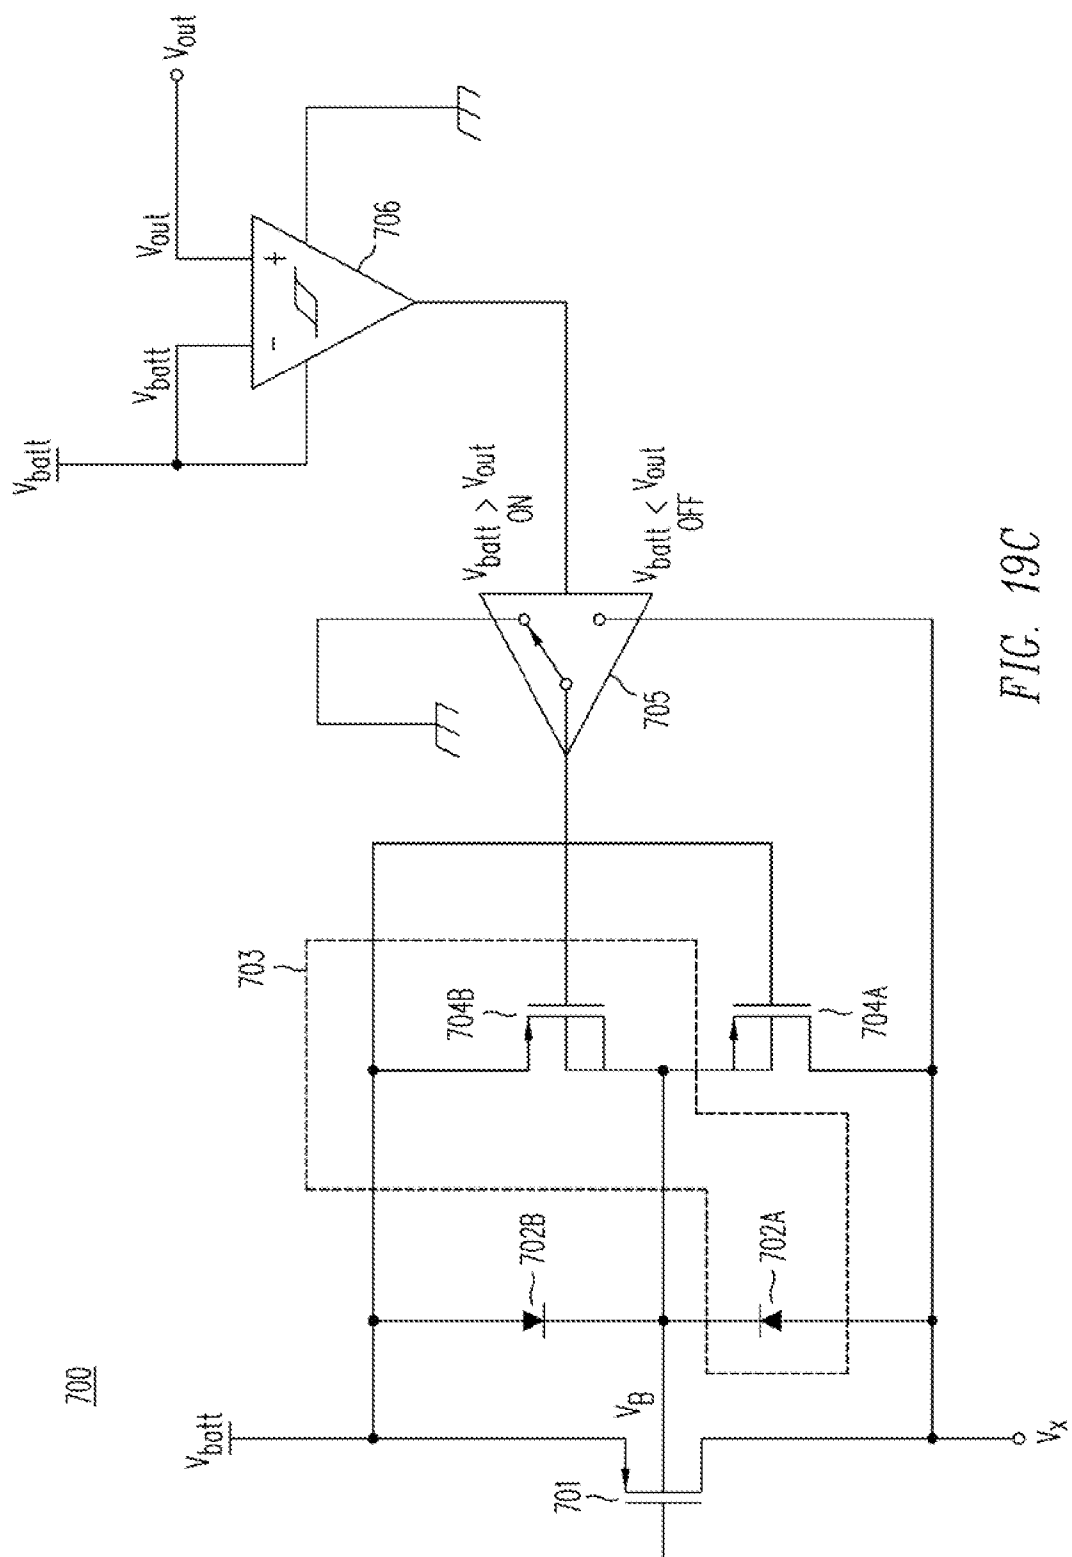 700
V_batt
701
V_B
V_x
702B
702A
703
704B
704A
705
V_batt > V_out
ON
V_batt < V_out
OFF
V_batt
V_batt
V_out
V_out
-
+
706
FIG. 19C